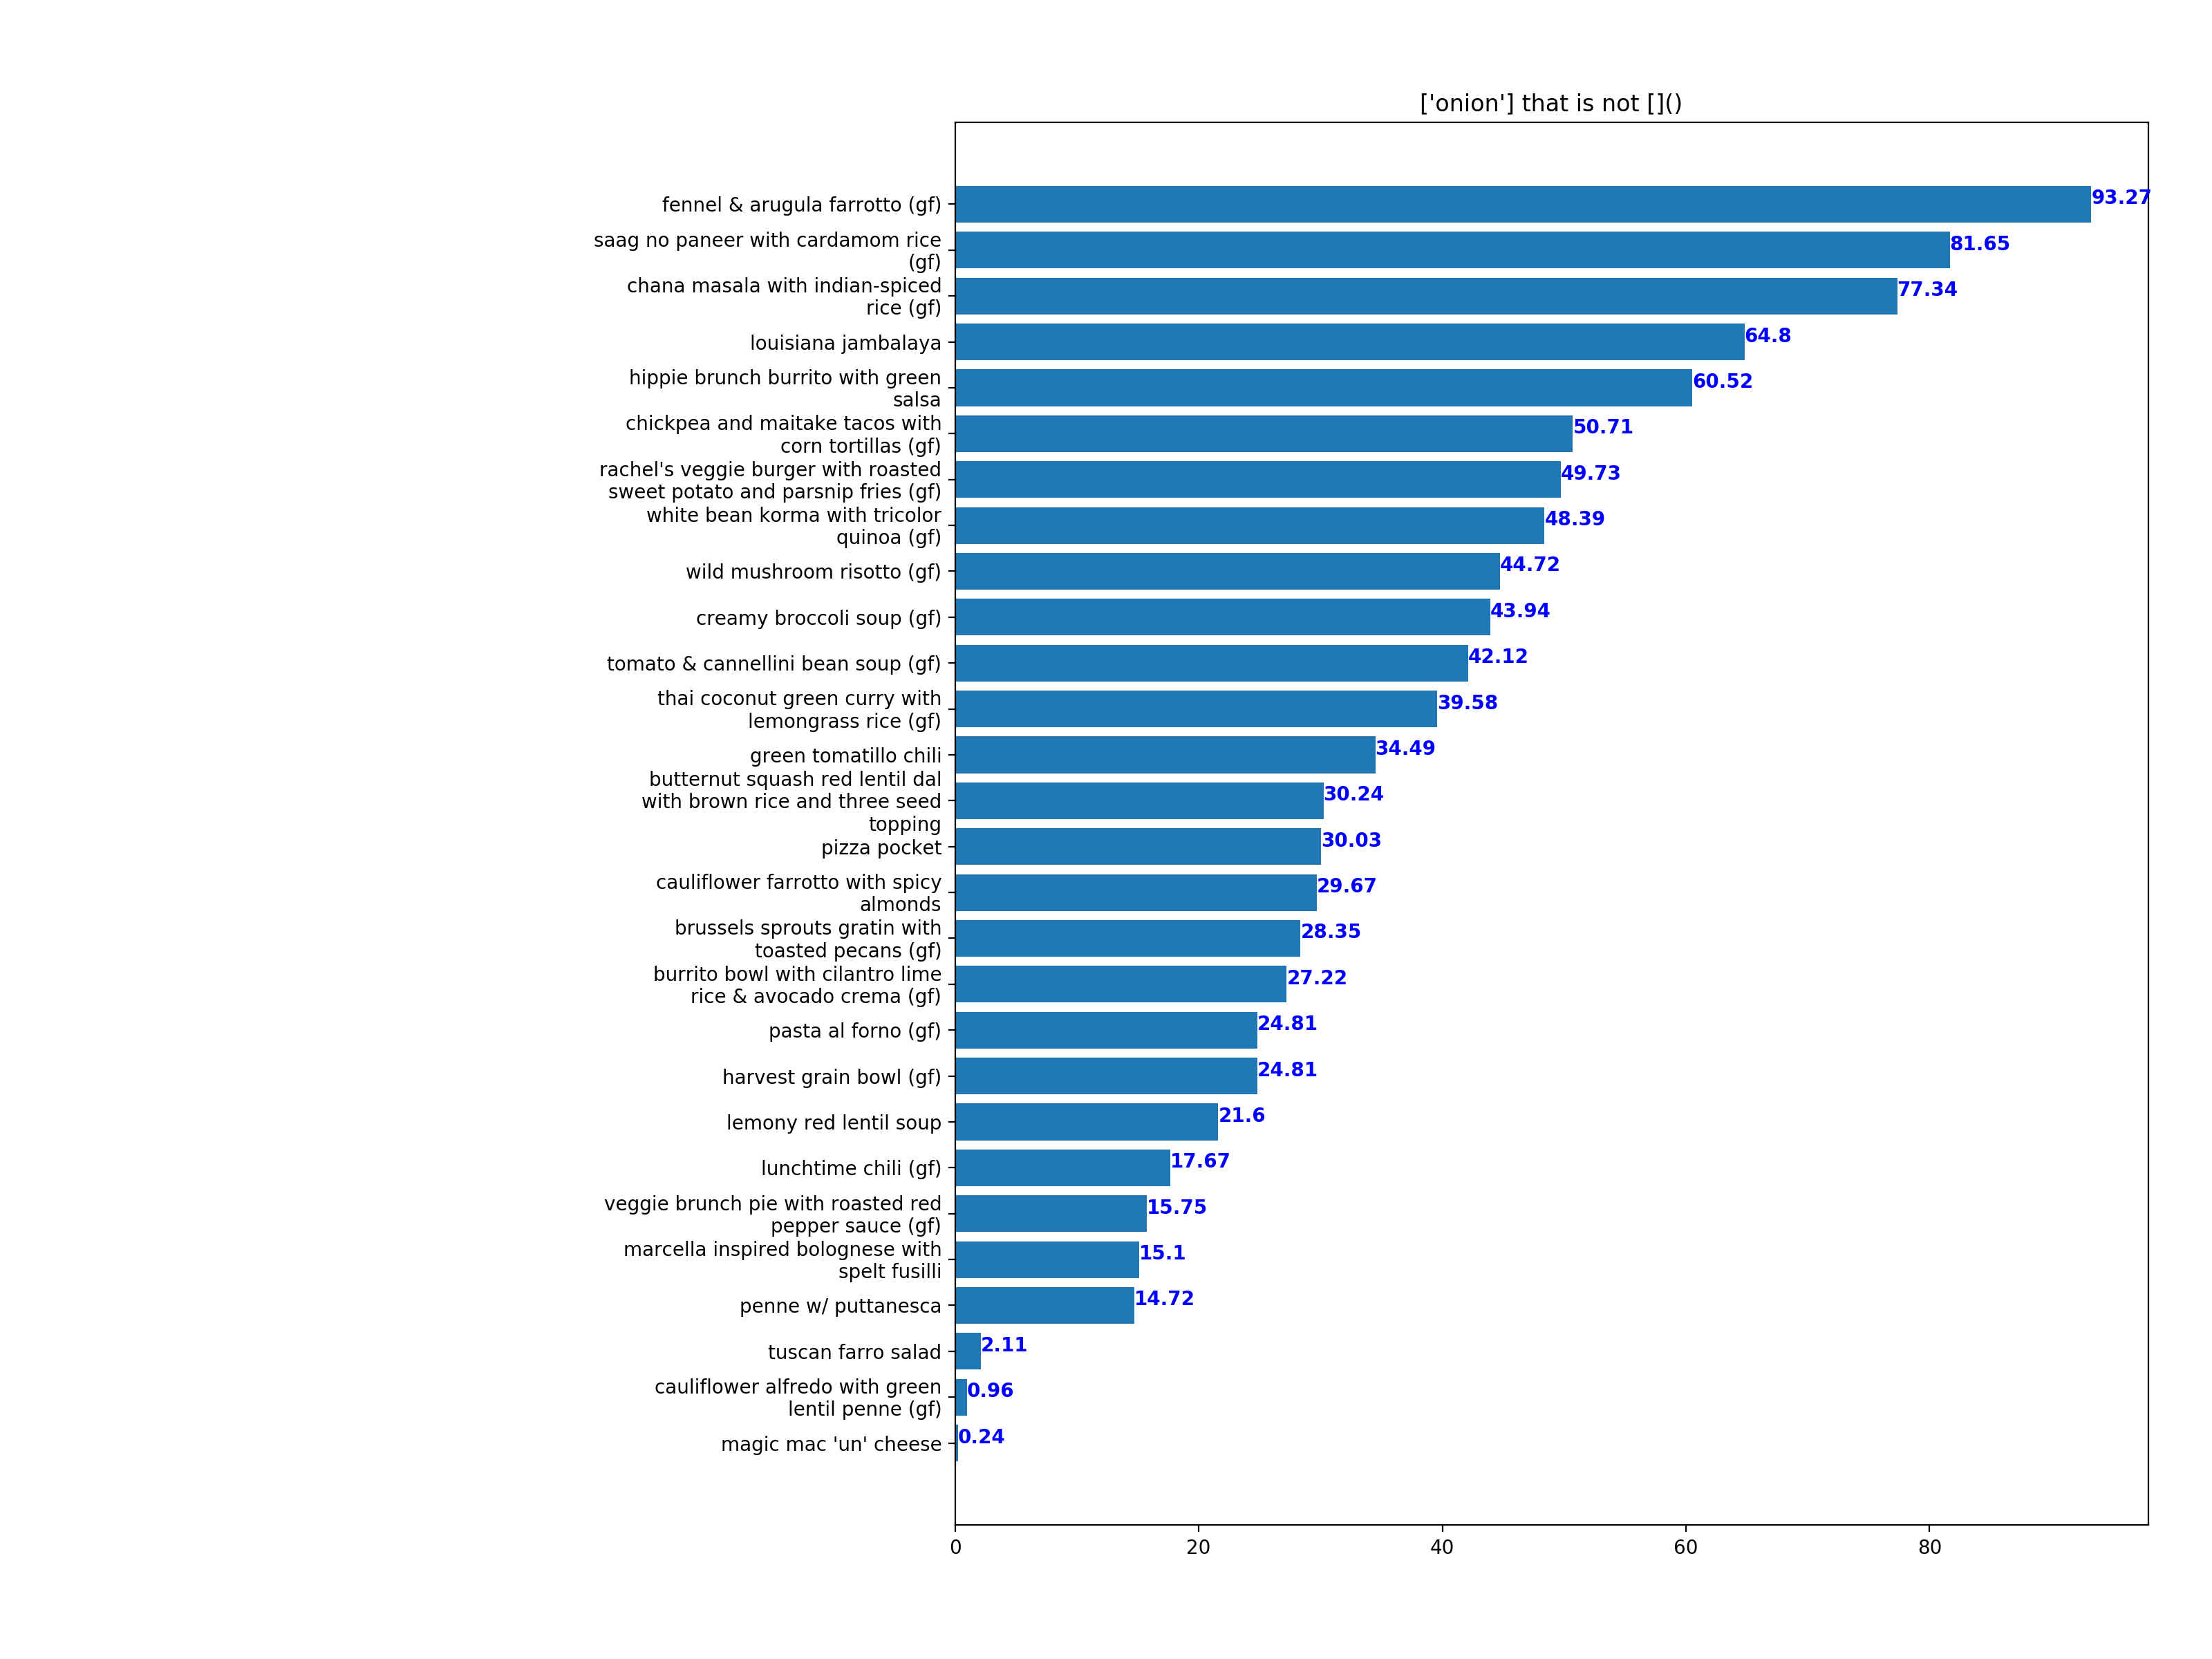 ['onion'] that is not []()
fennel & arugula farrotto (gf)
93.27
saag no paneer with cardamom rice
(gf)
81.65
chana masala with indian-spiced
rice (gf)
77.34
louisiana jambalaya
64.8
hippie brunch burrito with green
salsa
60.52
chickpea and maitake tacos with
corn tortillas (gf)
50.71
rachel's veggie burger with roasted
sweet potato and parsnip fries (gf)
49.73
white bean korma with tricolor
quinoa (gf)
48.39
wild mushroom risotto (gf)
44.72
creamy broccoli soup (gf)
43.94
tomato & cannellini bean soup (gf)
42.12
thai coconut green curry with
lemongrass rice (gf)
39.58
green tomatillo chili
34.49
butternut squash red lentil dal
with brown rice and three seed
topping
30.24
pizza pocket
30.03
cauliflower farrotto with spicy
almonds
29.67
brussels sprouts gratin with
toasted pecans (gf)
28.35
burrito bowl with cilantro lime
rice & avocado crema (gf)
27.22
pasta al forno (gf)
24.81
harvest grain bowl (gf)
24.81
lemony red lentil soup
21.6
lunchtime chili (gf)
17.67
veggie brunch pie with roasted red
pepper sauce (gf)
15.75
marcella inspired bolognese with
spelt fusilli
15.1
penne w/ puttanesca
14.72
tuscan farro salad
2.11
cauliflower alfredo with green
lentil penne (gf)
0.96
magic mac 'un' cheese
0.24
0 20 40 60 80